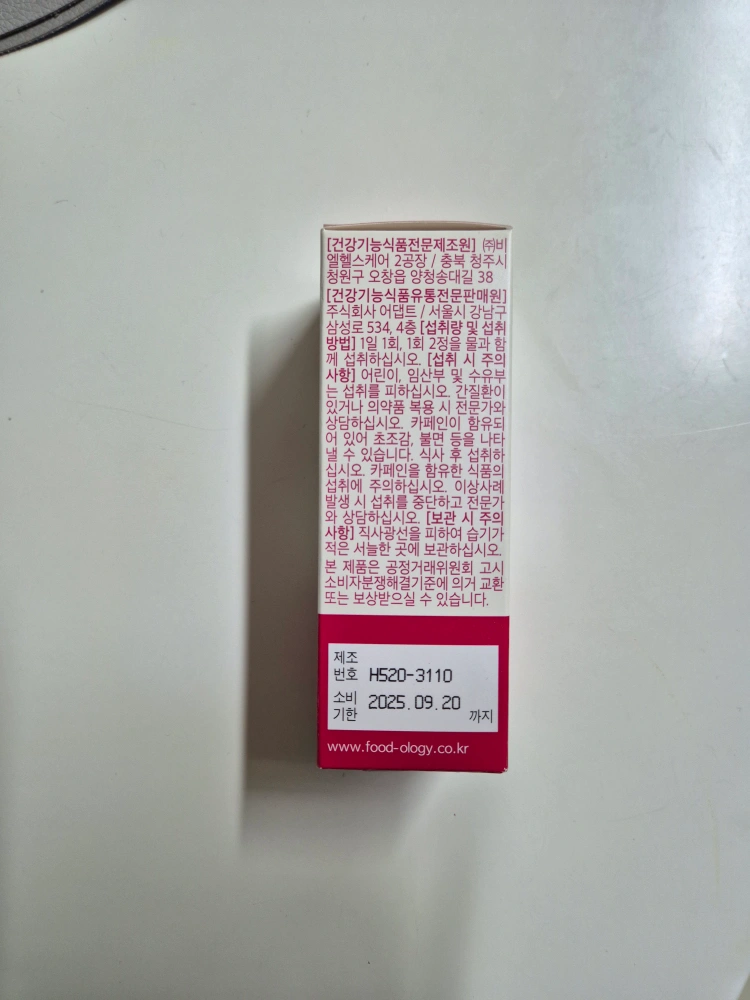 [건강기능식품전문제조원] ㈜비
엘헬스케어 2공장 / 충북 청주시
청원구 오창읍 양청송대길 38
[건강기능식품유통전문판매원]
주식회사 어댑트 / 서울시 강남구
삼성로 534, 4층 [섭취량 및 섭취
방법] 1일 1회, 1회 2정을 물과 함
께 섭취하십시오. [섭취 시 주의
사항] 어린이, 임산부 및 수유부
는 섭취를 피하십시오. 간질환이
있거나 의약품 복용 시 전문가와
상담하십시오. 카페인이 함유되
어 있어 초조감, 불면 등을 나타
낼 수 있습니다. 식사 후 섭취하
십시오. 카페인을 함유한 식품의
섭취에 주의하십시오. 이상사례
발생 시 섭취를 중단하고 전문가
와 상담하십시오. [보관 시 주의
사항] 직사광선을 피하여 습기가
적은 서늘한 곳에 보관하십시오.
본 제품은 공정거래위원회 고시
소비자분쟁해결기준에 의거 교환
또는 보상받으실 수 있습니다.
제조
번호 H520-3110
소비
기한 2025.09.20 까지
www.food-ology.co.kr